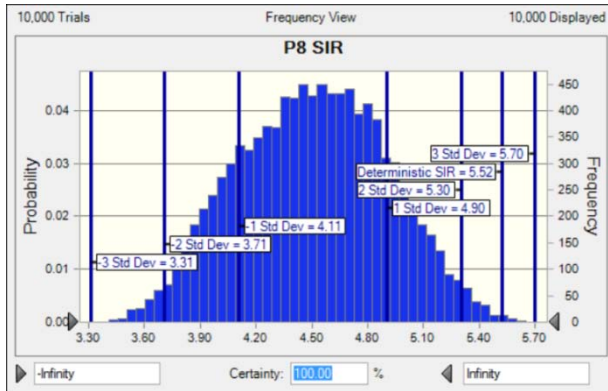 10,000 Trials Frequency View 10,000 Displayed
P8 SIR
0.04
0.03
0.02
0.01
0.00
Probability
450
400
350
300
250
200
150
100
50
0
Frequency
3 Std Dev = 5.70
Deterministic SIR = 5.52
2 Std Dev = 5.30
1 Std Dev = 4.90
-1 Std Dev = 4.11
-2 Std Dev = 3.71
-3 Std Dev = 3.31
3.30 3.60 3.90 4.20 4.50 4.80 5.10 5.40 5.70
-Infinity Certainty: 100.00 % Infinity